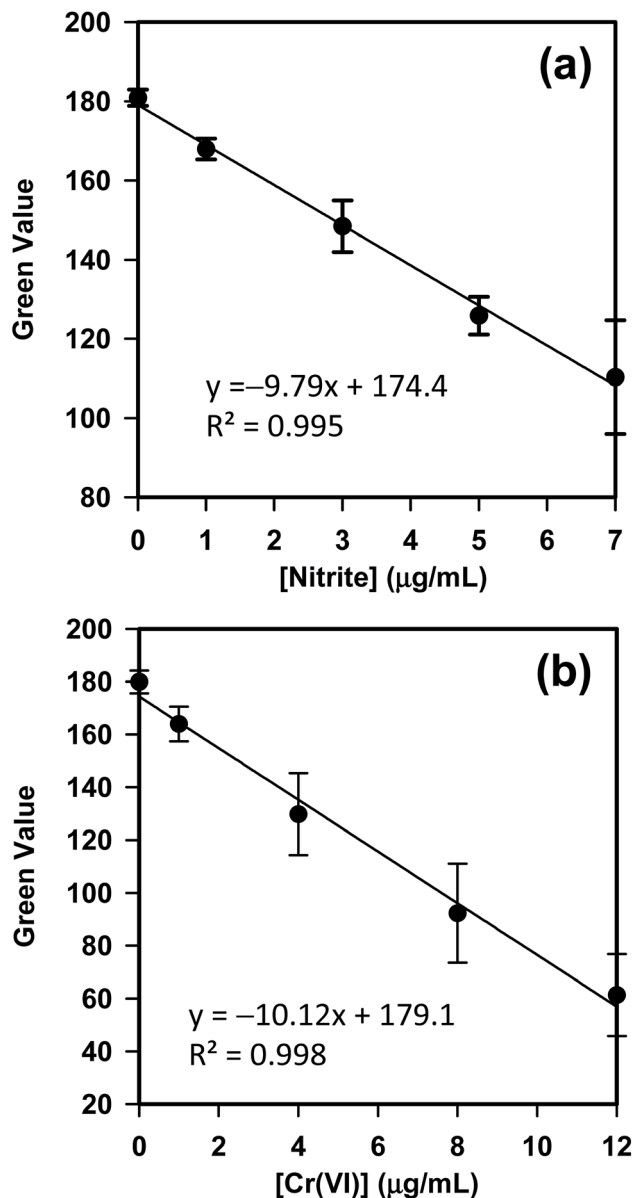 200
(a)
180
160
Green Value
140
120
y =–9.79x + 174.4
100
R² = 0.995
80
0 1 3 4 3 4 5 6 7
[Nitrite] (µg/mL)
200
(b)
180
160
140
Green Value
120
100
80
60
y = –10.12x + 179.1
40
R² = 0.998
20
0 2 4 6 8 10 12
[Cr(VI)] (µg/mL)